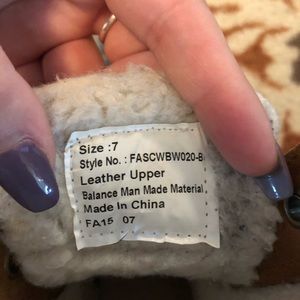 Size :7
Style No. : FASCWBW020-B
Leather Upper
Balance Man Made Material
Made In China
FA15 07